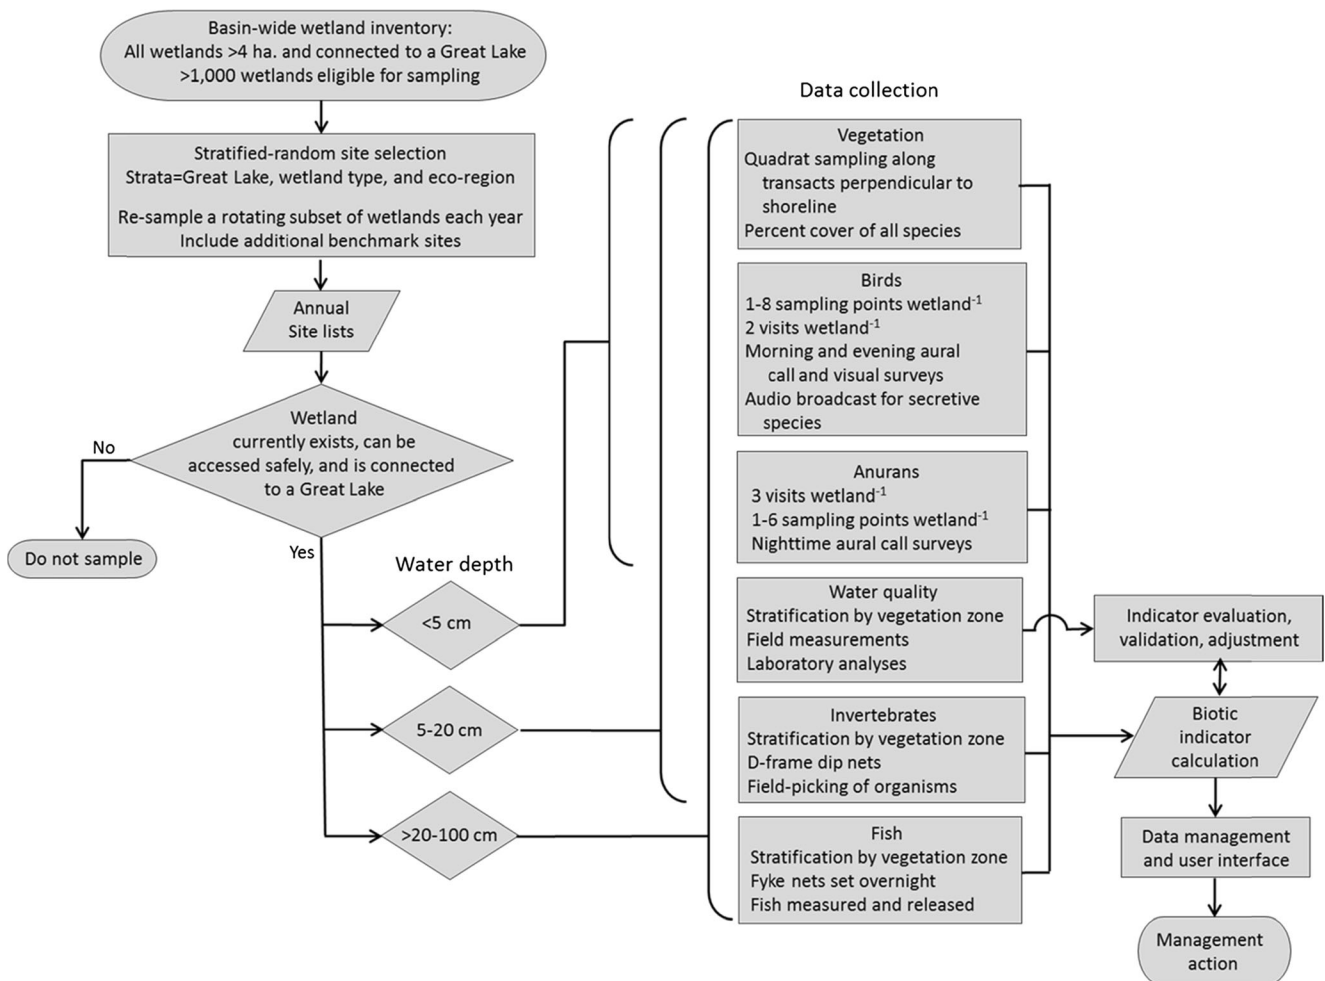 Basin-wide wetland inventory:
All wetlands >4 ha. and connected to a Great Lake
>1,000 wetlands eligible for sampling
Stratified-random site selection
Strata=Great Lake, wetland type, and eco-region
Re-sample a rotating subset of wetlands each year
Include additional benchmark sites
Annual
Site lists
Wetland
currently exists, can be
accessed safely, and is connected
to a Great Lake
No
Do not sample
Yes
Water depth
<5 cm
5-20 cm
>20-100 cm
Data collection
Vegetation
Quadrat sampling along
transacts perpendicular to
shoreline
Percent cover of all species
Birds
1-8 sampling points wetland⁻¹
2 visits wetland⁻¹
Morning and evening aural
call and visual surveys
Audio broadcast for secretive
species
Anurans
3 visits wetland⁻¹
1-6 sampling points wetland⁻¹
Nighttime aural call surveys
Water quality
Stratification by vegetation zone
Field measurements
Laboratory analyses
Invertebrates
Stratification by vegetation zone
D-frame dip nets
Field-picking of organisms
Fish
Stratification by vegetation zone
Fyke nets set overnight
Fish measured and released
Indicator evaluation,
validation, adjustment
Biotic
indicator
calculation
Data management
and user interface
Management
action